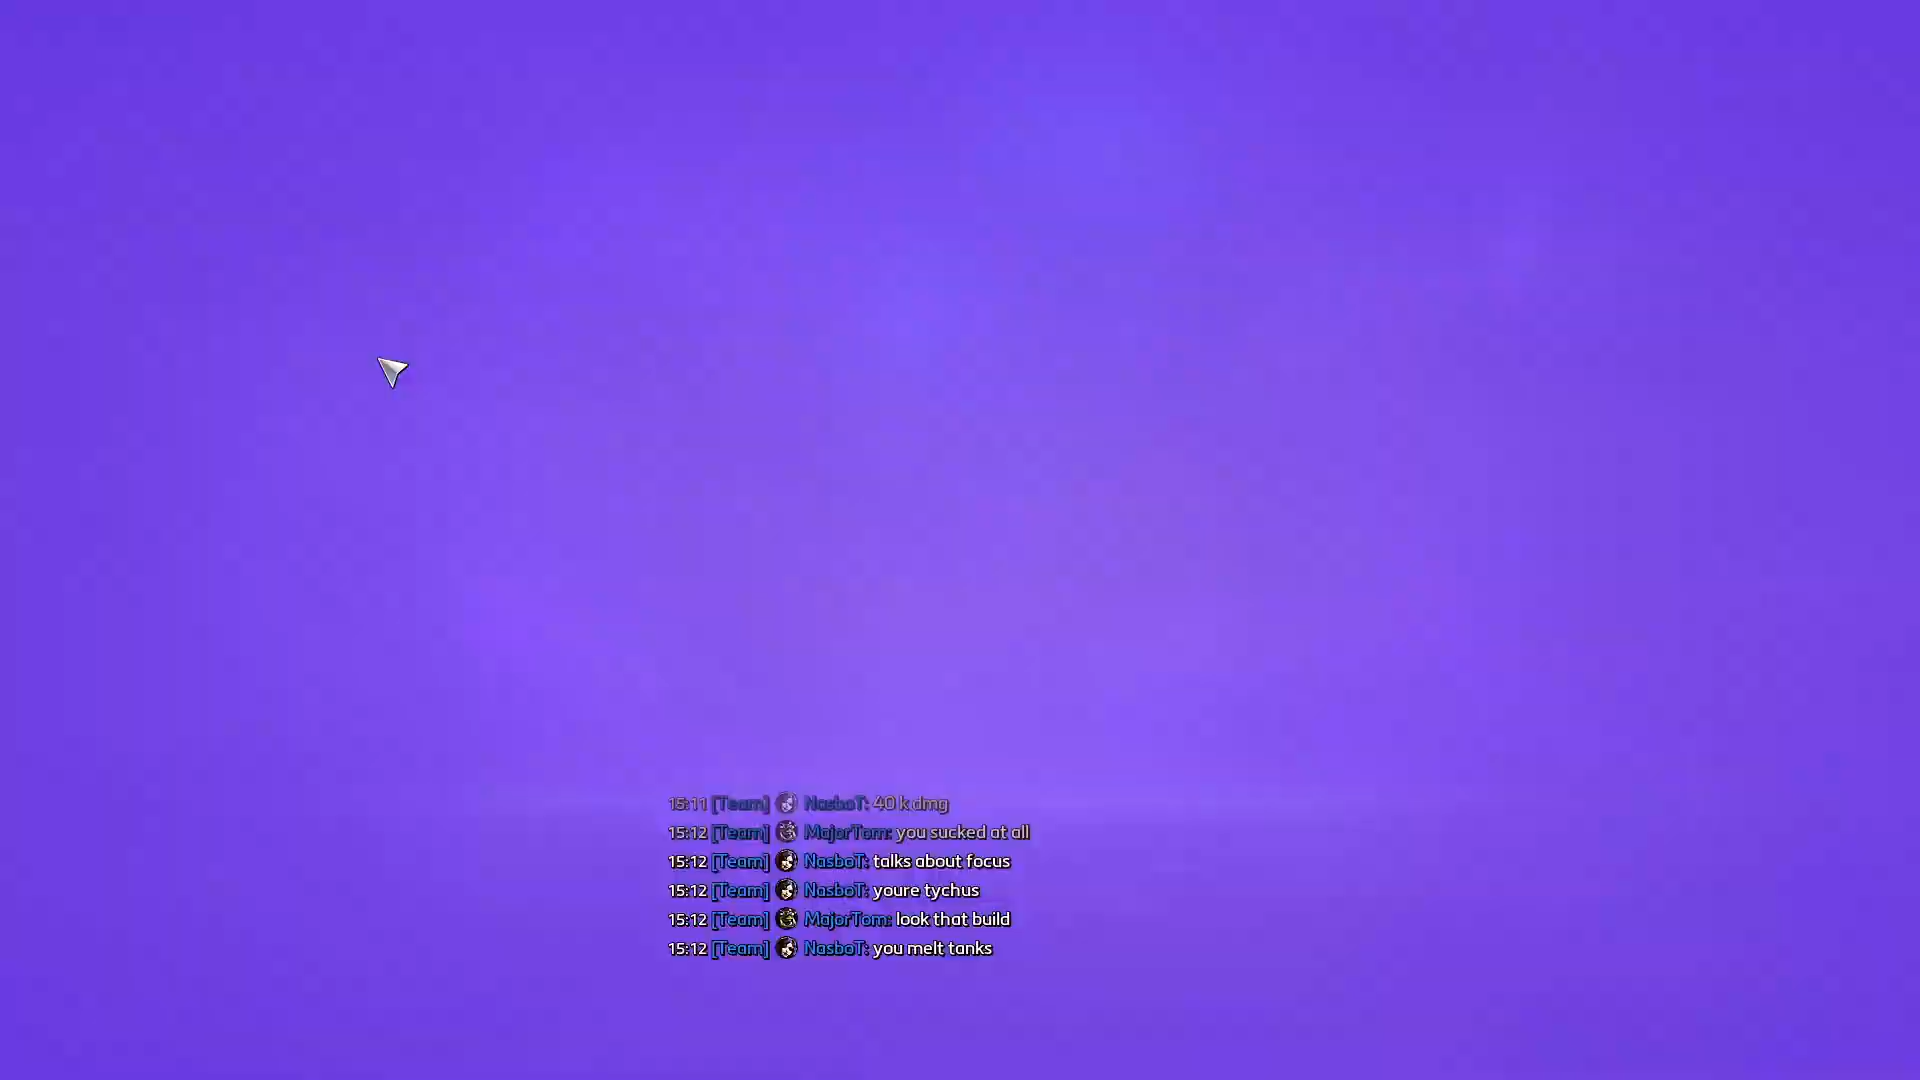 15:11 [Team] NasboT: 40 k dmg
15:12 [Team] MajorTom: you sucked at all
15:12 [Team] NasboT: talks about focus
15:12 [Team] NasboT: youre tychus
15:12 [Team] MajorTom: look that build
15:12 [Team] NasboT: you melt tanks